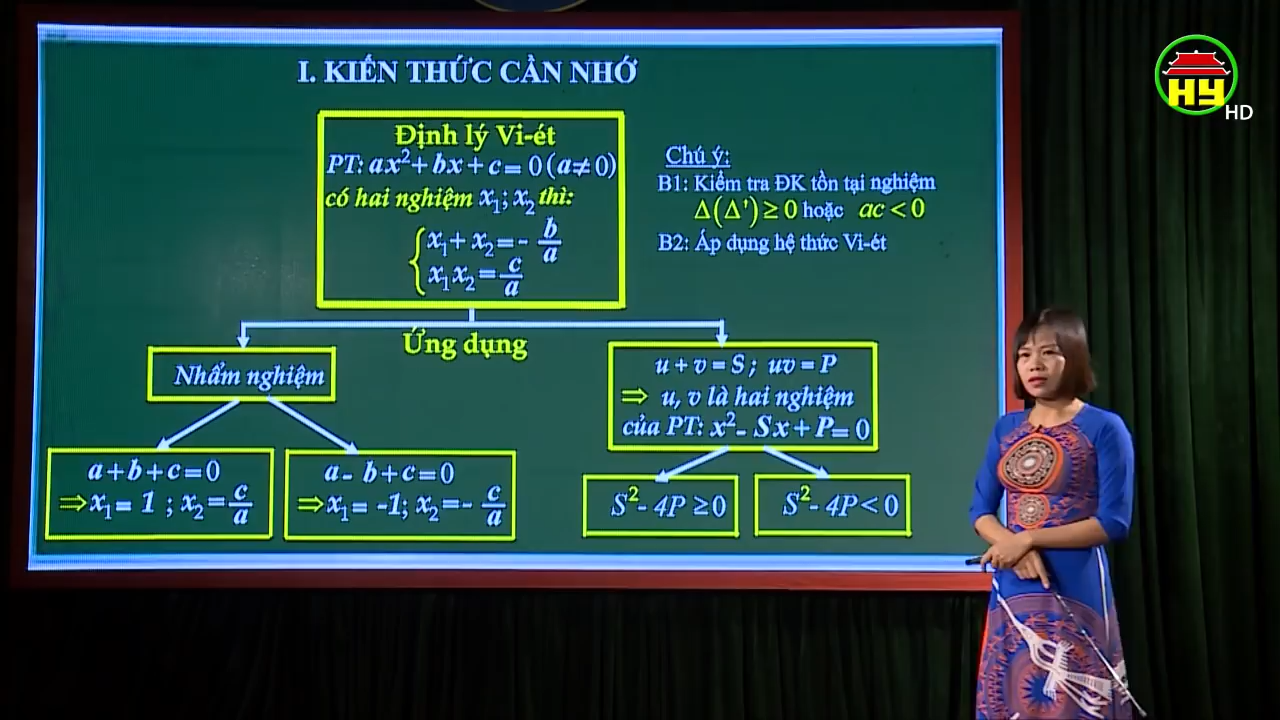 I. KIẾN THỨC CẦN NHỚ
Định lý Vi-ét
PT: ax²+ bx + c = 0 (a ≠ 0)
có hai nghiệm x₁; x₂ thì:
x₁+ x₂ = - b/a
x₁x₂ = c/a
Chú ý:
B1: Kiểm tra ĐK tồn tại nghiệm
Δ(Δ') ≥ 0 hoặc ac < 0
B2: Áp dụng hệ thức Vi-ét
Ứng dụng
Nhẩm nghiệm
a+b+c=0
⇒ x₁ = 1 ; x₂ = c/a
a - b+c=0
⇒ x₁ = -1; x₂ = - c/a
u + v = S ; uv = P
⇒ u, v là hai nghiệm
của PT: x² - Sx + P = 0
S² - 4P ≥ 0
S² - 4P < 0
HY
HD